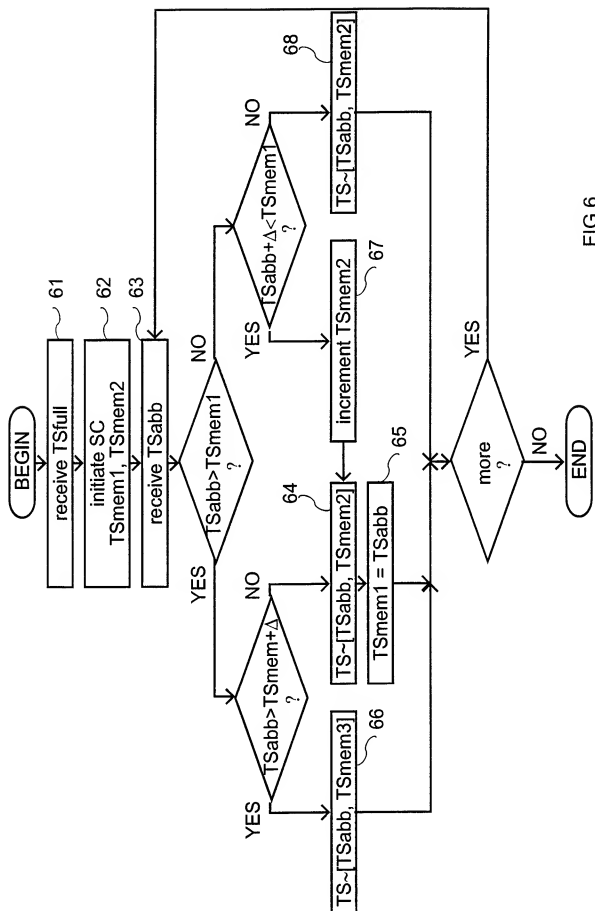 BEGIN
receive TSfull
61
initiate SC
TSmem1, TSmem2
62
receive TSabb
63
TSabb>TSmem1
?
YES
NO
TSabb>TSmem+Δ
?
YES
NO
TSabb+Δ<TSmem1
?
YES
NO
TS~[TSabb, TSmem3]
66
TS~[TSabb, TSmem2]
64
TSmem1 = TSabb
65
increment TSmem2
67
TS~[TSabb, TSmem2]
68
more
?
YES
NO
END
FIG 6